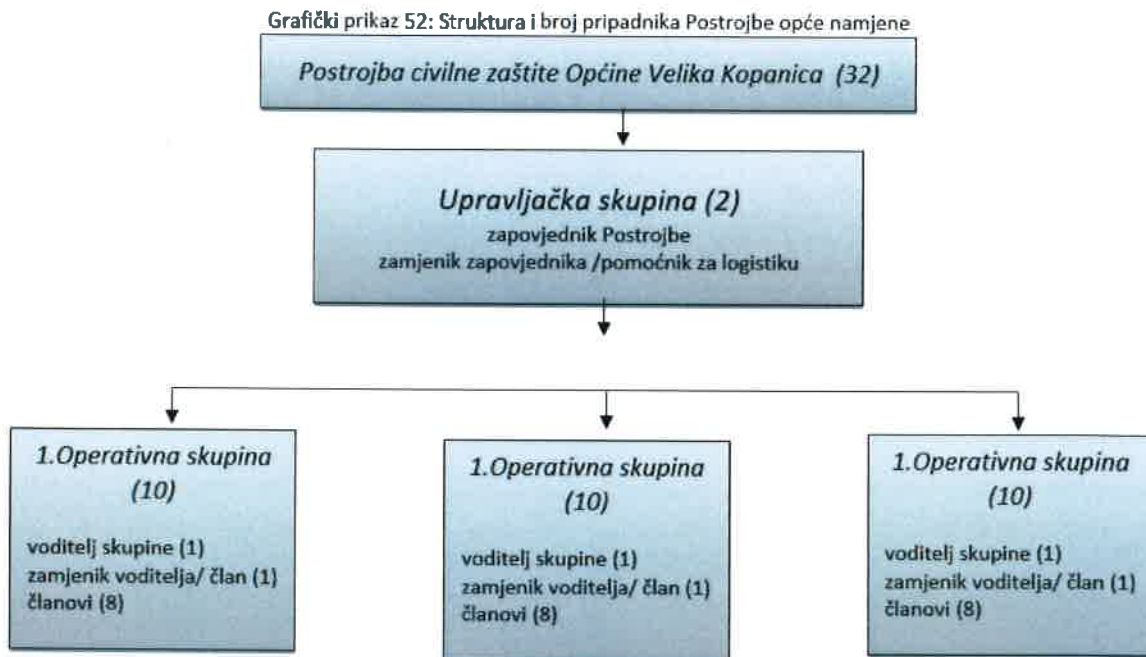 Grafički prikaz 52: Struktura i broj pripadnika Postrojbe opće namjene
Postrojba civilne zaštite Općine Velika Kopanica (32)
Upravljačka skupina (2)
zapovjednik Postrojbe
zamjenik zapovjednika /pomoćnik za logistiku
1.Operativna skupina
(10)
voditelj skupine (1)
zamjenik voditelja/ član (1)
članovi (8)
1.Operativna skupina
(10)
voditelj skupine (1)
zamjenik voditelja/ član (1)
članovi (8)
1.Operativna skupina
(10)
voditelj skupine (1)
zamjenik voditelja/ član (1)
članovi (8)